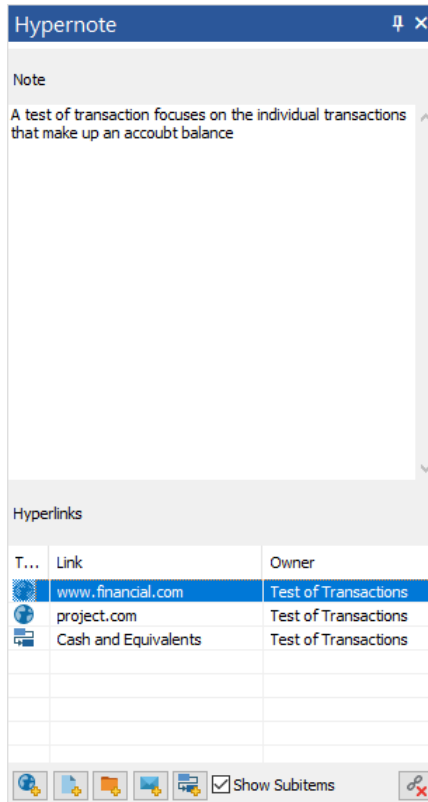 Hypernote
Note
A test of transaction focuses on the individual transactions
that make up an accoubt balance
Hyperlinks
T... Link Owner
www.financial.com Test of Transactions
project.com Test of Transactions
Cash and Equivalents Test of Transactions
Show Subitems